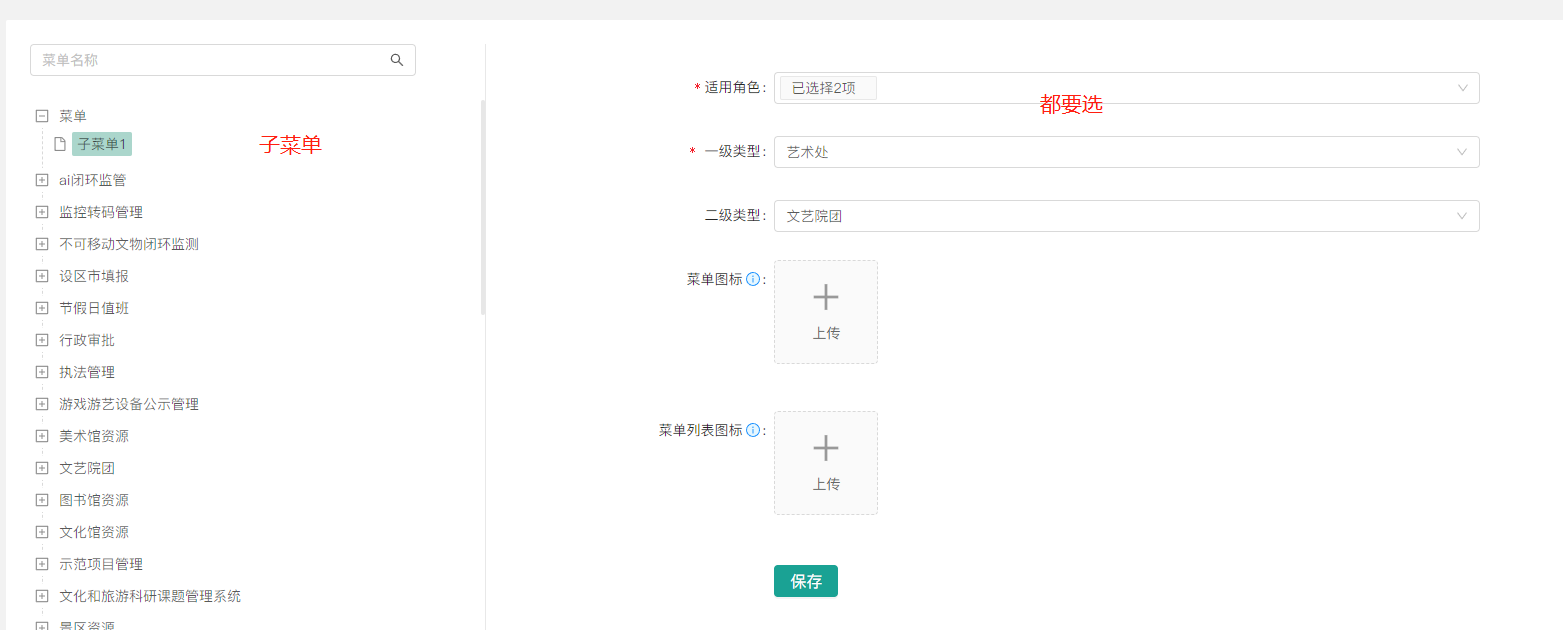 菜单名称
菜单
子菜单1
子菜单
ai闭环监管
监控转码管理
不可移动文物闭环监测
设区市填报
节假日值班
行政审批
执法管理
游戏游艺设备公示管理
美术馆资源
文艺院团
图书馆资源
文化馆资源
示范项目管理
文化和旅游科研课题管理系统
景区资源
* 适用角色: 已选择2项
都要选
* 一级类型: 艺术处
二级类型: 文艺院团
菜单图标 :
上传
菜单列表图标 :
上传
保存